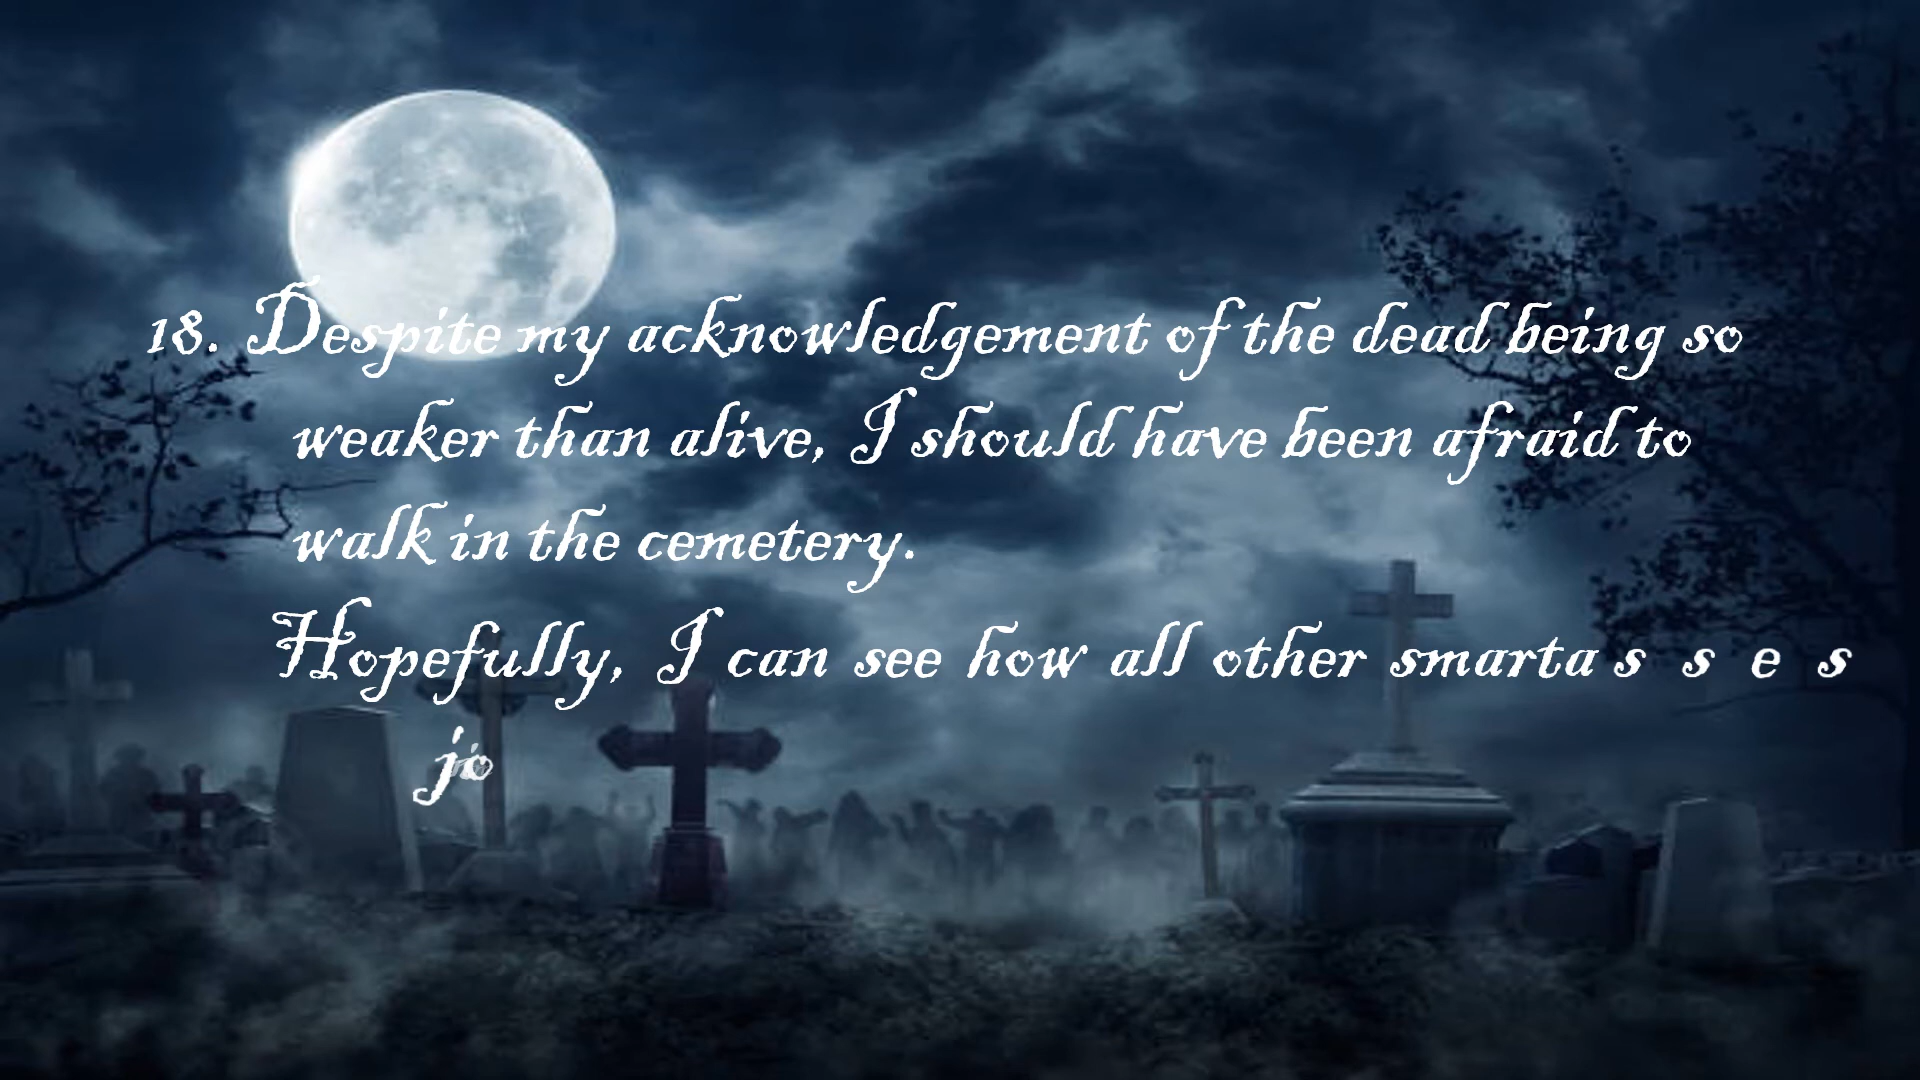 18. Despite my acknowledgement of the dead being so
weaker than alive, I should have been afraid to
walk in the cemetery.
Hopefully, I can see how all other smartasses
jo